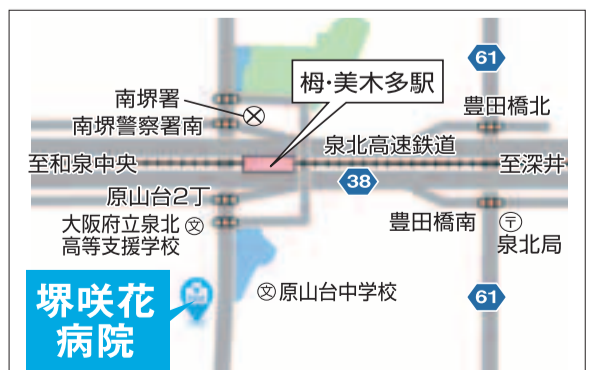 61
栂・美木多駅
南堺署
豊田橋北
南堺警察署南
泉北高速鉄道
至和泉中央
至深井
38
原山台2丁
大阪府立泉北
高等支援学校
文
豊田橋南
〒
泉北局
文
原山台中学校
堺咲花
病院
61